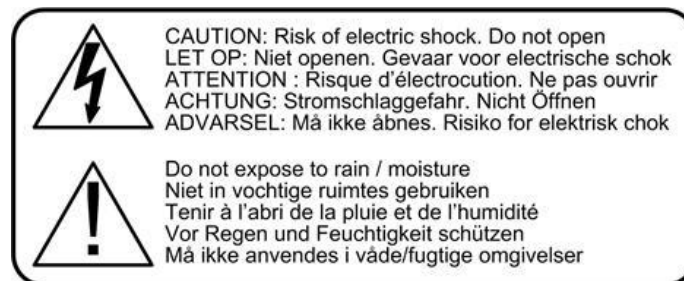 CAUTION: Risk of electric shock. Do not open
LET OP: Niet openen. Gevaar voor electrische schok
ATTENTION : Risque d'électrocution. Ne pas ouvrir
ACHTUNG: Stromschlaggefahr. Nicht Öffnen
ADVARSEL: Må ikke åbnes. Risiko for elektrisk chok
Do not expose to rain / moisture
Niet in vochtige ruimtes gebruiken
Tenir à l'abri de la pluie et de l'humidité
Vor Regen und Feuchtigkeit schützen
Må ikke anvendes i våde/fugtige omgivelser